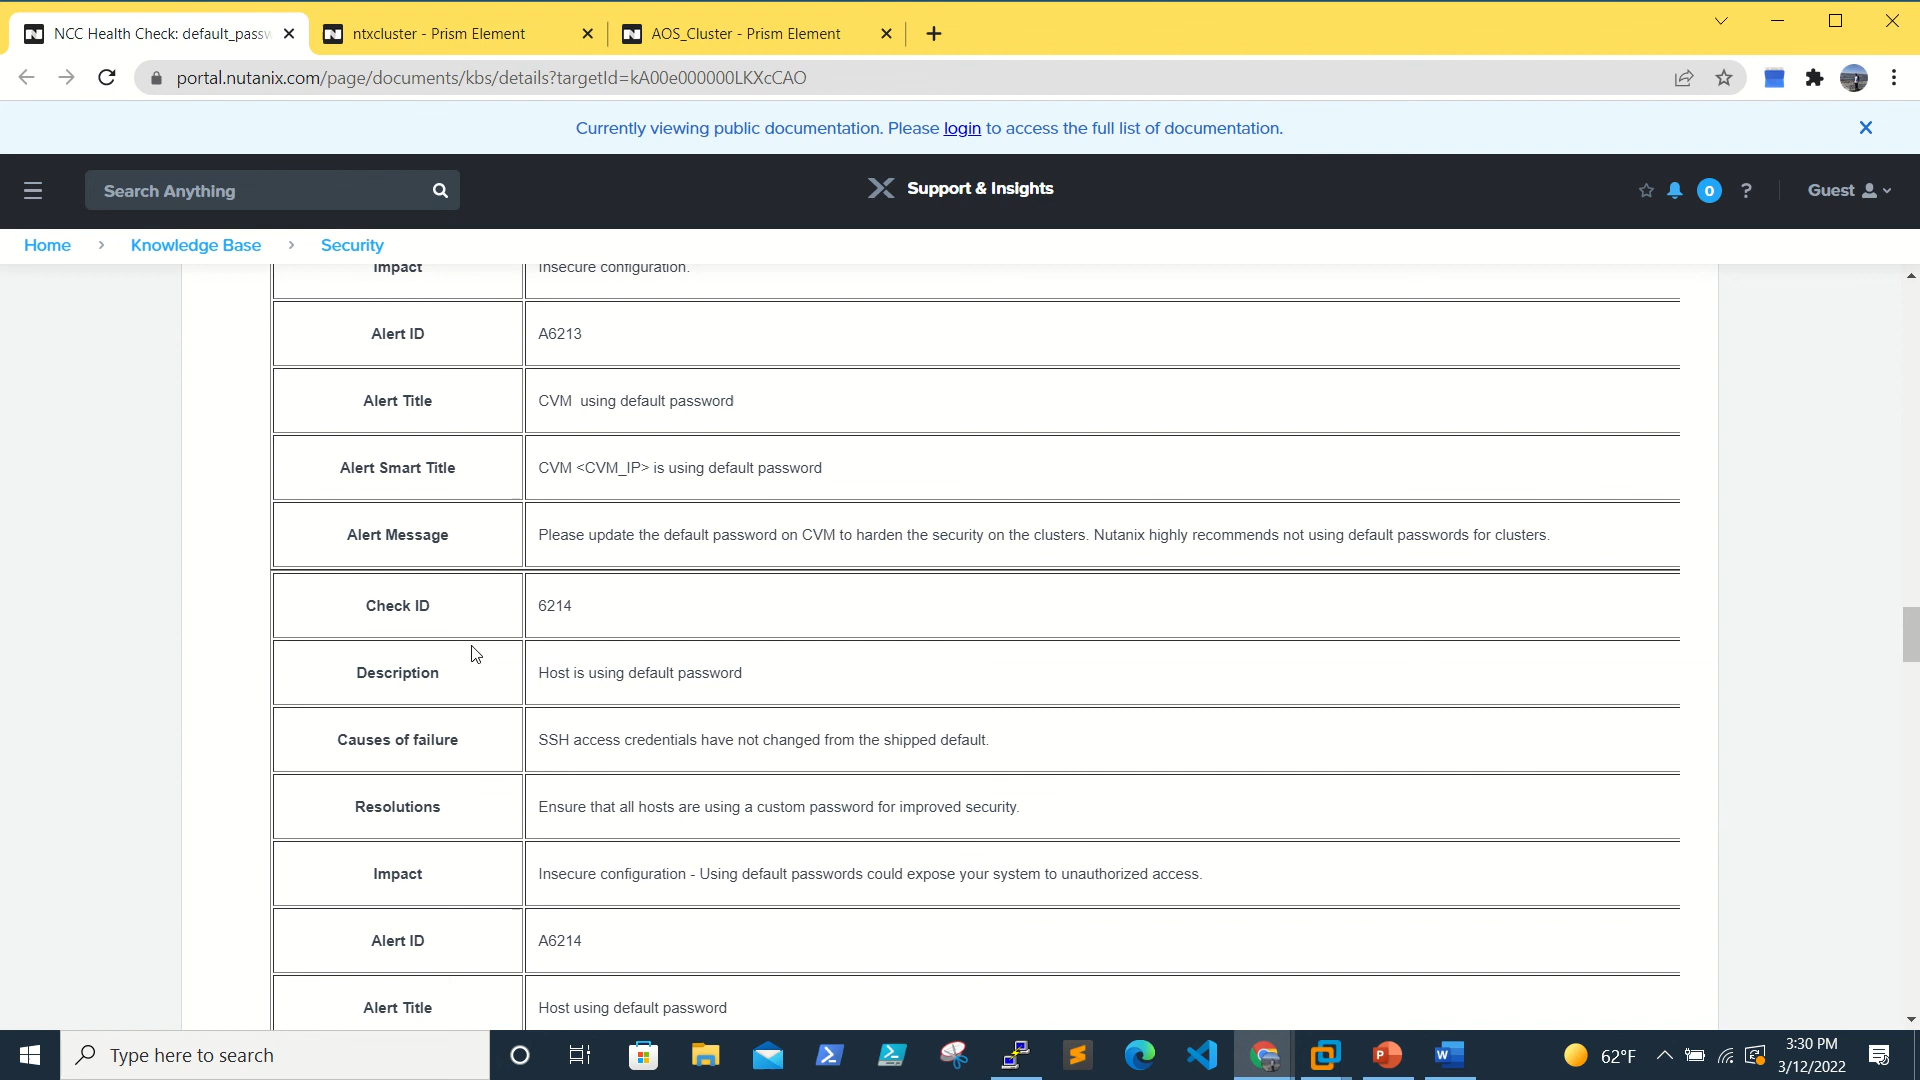 NCC Health Check: default_passw
ntxcluster - Prism Element
AOS_Cluster - Prism Element
portal.nutanix.com/page/documents/kbs/details?targetId=kA00e000000LKXcCAO
Currently viewing public documentation. Please login to access the full list of documentation.
Search Anything
Support & Insights
0
?
Guest
Home > Knowledge Base > Security
Impact Insecure configuration.
Alert ID A6213
Alert Title CVM using default password
Alert Smart Title CVM <CVM_IP> is using default password
Alert Message Please update the default password on CVM to harden the security on the clusters. Nutanix highly recommends not using default passwords for clusters.
Check ID 6214
Description Host is using default password
Causes of failure SSH access credentials have not changed from the shipped default.
Resolutions Ensure that all hosts are using a custom password for improved security.
Impact Insecure configuration - Using default passwords could expose your system to unauthorized access.
Alert ID A6214
Alert Title Host using default password
Type here to search
62°F
3:30 PM
3/12/2022